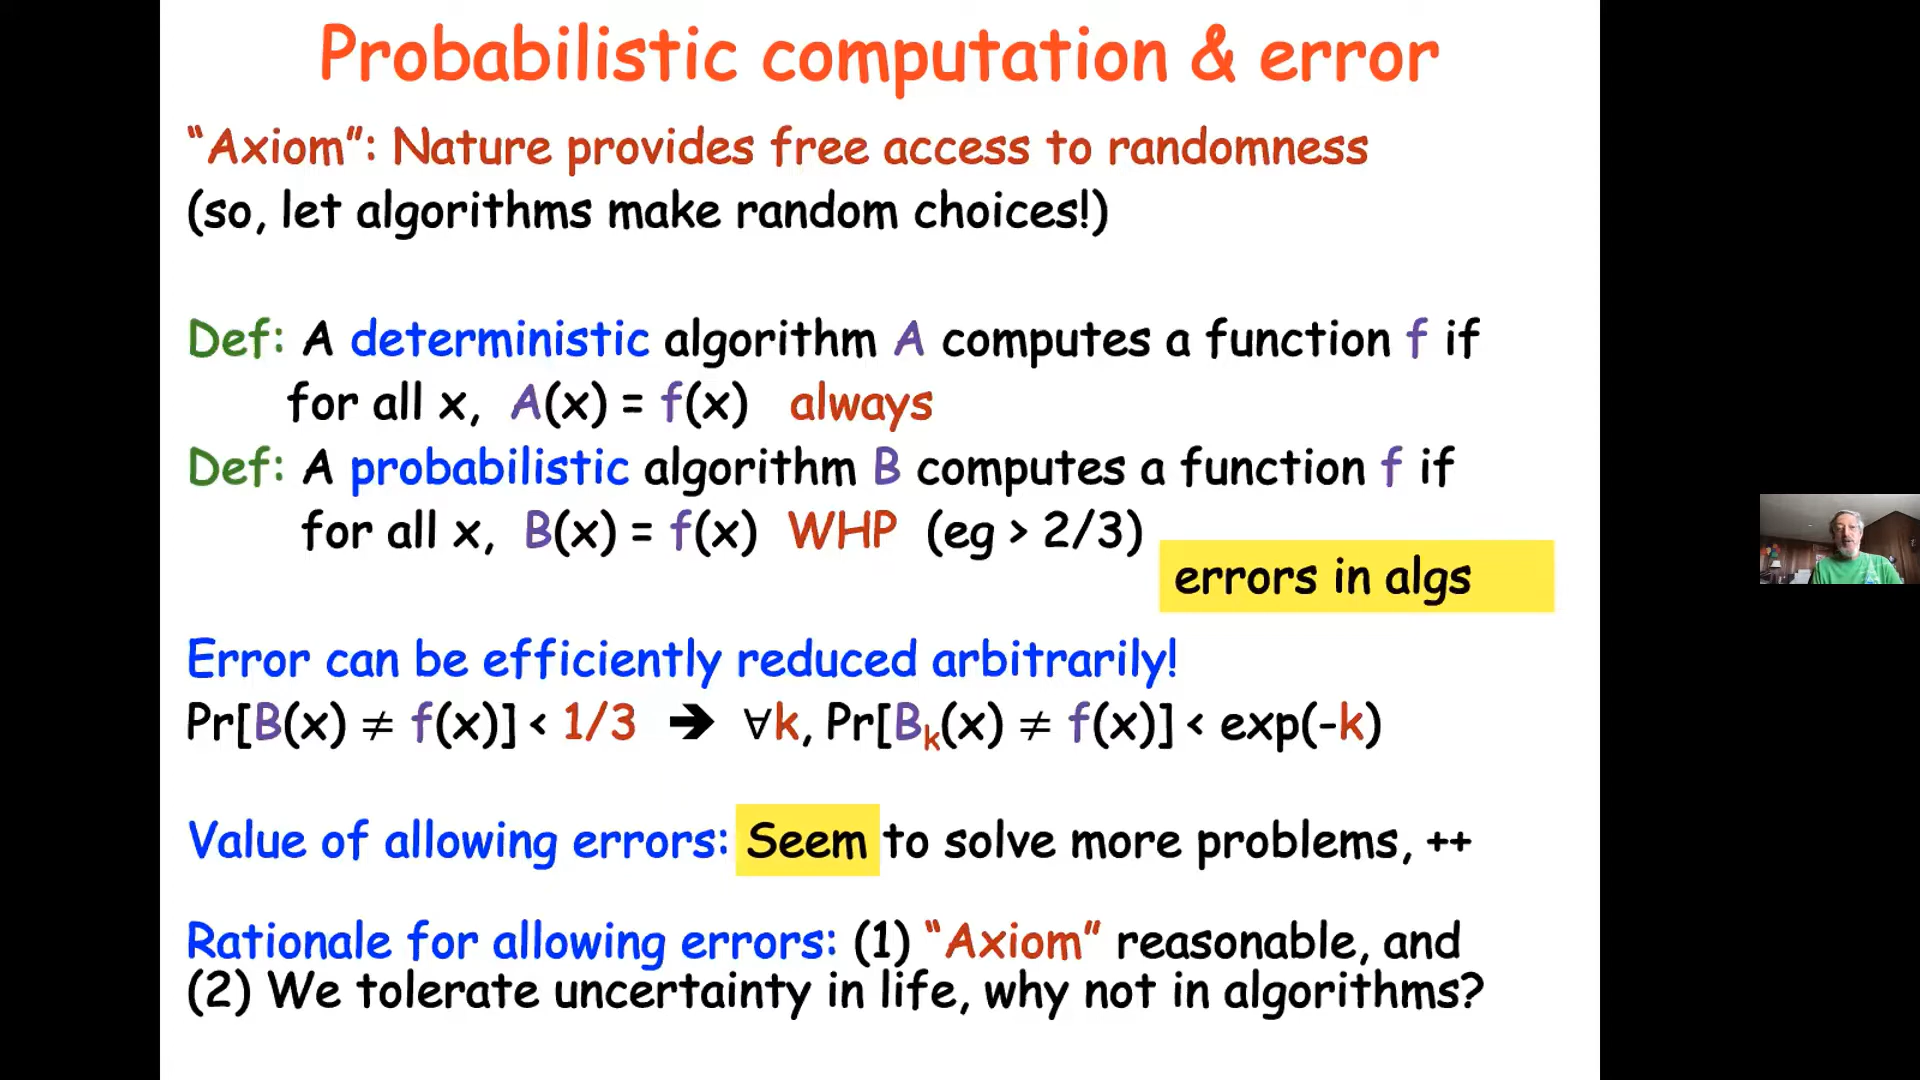 Probabilistic computation & error
“Axiom”: Nature provides free access to randomness
(so, let algorithms make random choices!)
Def: A deterministic algorithm A computes a function f if
for all x, A(x) = f(x) always
Def: A probabilistic algorithm B computes a function f if
for all x, B(x) = f(x) WHP (eg > 2/3)
errors in algs
Error can be efficiently reduced arbitrarily!
Pr[B(x) ≠ f(x)] < 1/3 ➔ ∀k, Pr[Bₖ(x) ≠ f(x)] < exp(-k)
Value of allowing errors: Seem to solve more problems, ++
Rationale for allowing errors: (1) “Axiom” reasonable, and
(2) We tolerate uncertainty in life, why not in algorithms?